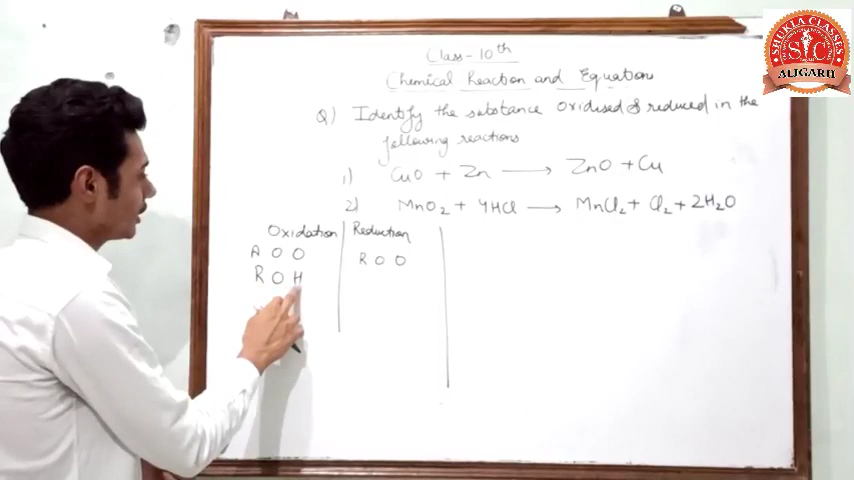 Class-10th
Chemical Reaction and Equation
Q) Identify the substance oxidised & reduced in the
following reactions
1) CuO + Zn ⟶ ZnO + Cu
2) MnO₂ + 4HCl ⟶ MnCl₂ + Cl₂ + 2H₂O
Oxidation
A O O
R O H
Reduction
R O O
SHUKLA CLASSES
SC
ALIGARH